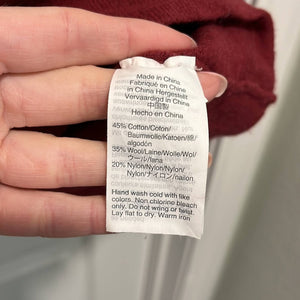 Made in China
Fabriqué en China
in China Hergestellt
Vervaardigd in China
中国製
Hecho en China
45% Cotton/Coton/
Baumwolle/Katoen/綿/
algodón
35% Wool/Laine/Wolle/Wol/
ウール/lana
20% Nylon/Nylon/Nylon/
Nylon/ナイロン/nailon
Hand wash cold with like
colors. Non chlorine bleach
only. Do not wring or twist.
Lay flat to dry. Warm iron